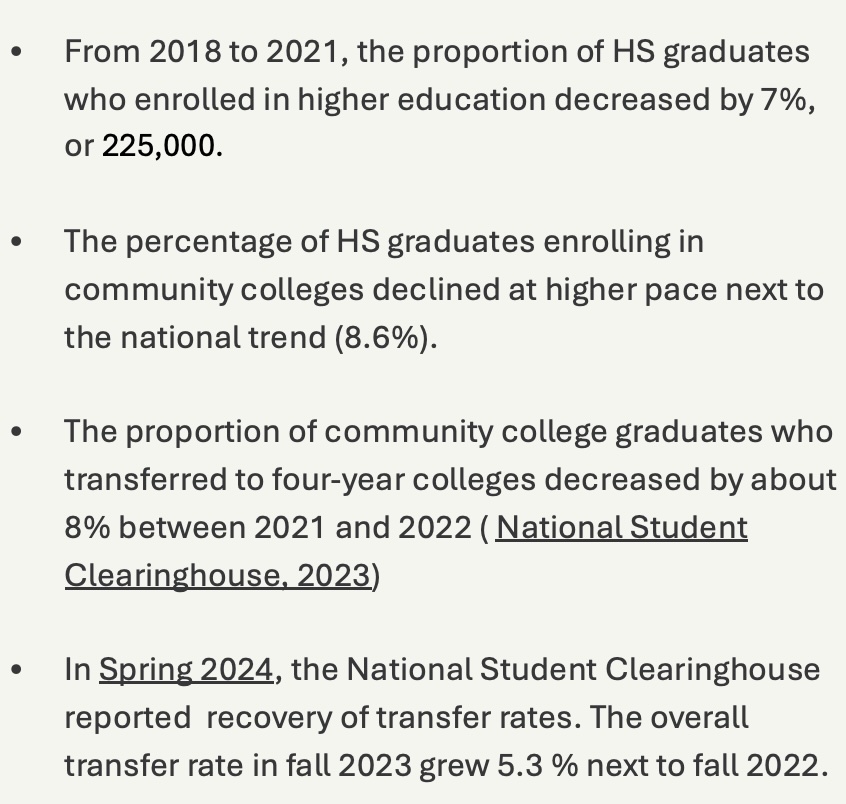 • From 2018 to 2021, the proportion of HS graduates
who enrolled in higher education decreased by 7%,
or 225,000.
• The percentage of HS graduates enrolling in
community colleges declined at higher pace next to
the national trend (8.6%).
• The proportion of community college graduates who
transferred to four-year colleges decreased by about
8% between 2021 and 2022 ( National Student
Clearinghouse, 2023)
• In Spring 2024, the National Student Clearinghouse
reported  recovery of transfer rates. The overall
transfer rate in fall 2023 grew 5.3 % next to fall 2022.